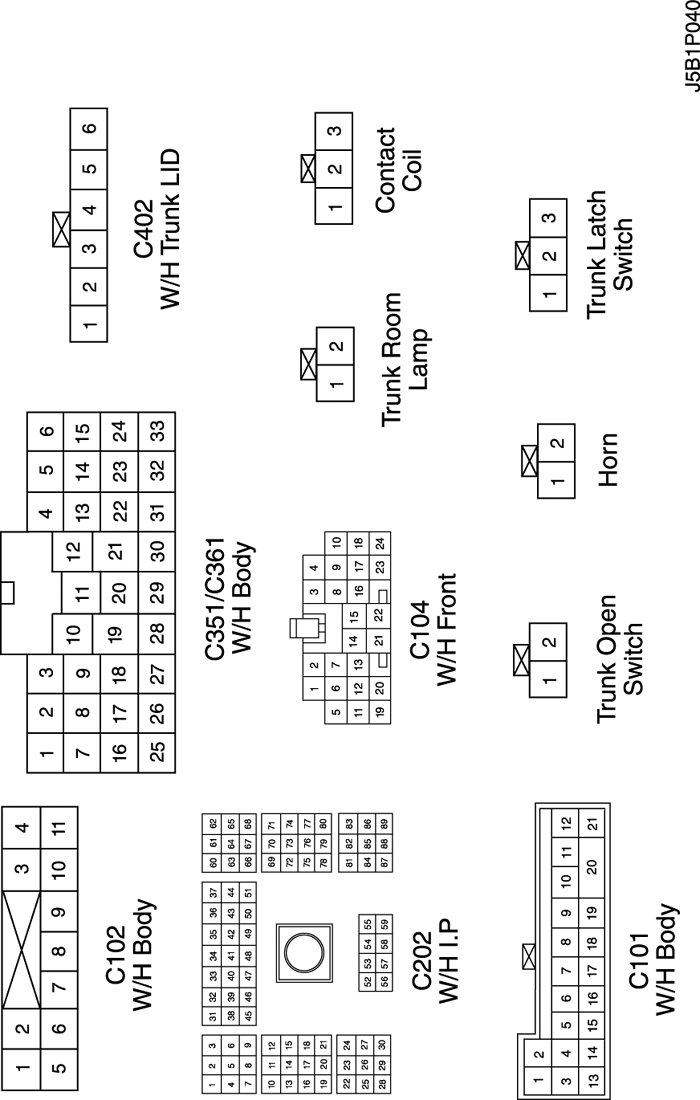 1 2 3 4
5 6 7 8 9 10 11
C102
W/H Body
1 2 3 4 5 6
7 8 9 10 11 12 13 14 15
16 17 18 19 20 21 22 23 24
25 26 27 28 29 30 31 32 33
C351/C361
W/H Body
1 2 3 4 5 6
C402
W/H Trunk LID
1 2 3
4 5 6
7 8 9
10 11 12
13 14 15
16 17 18
19 20 21
22 23 24
25 26 27
28 29 30
31 32 33 34 35 36 37
38 39 40 41 42 43 44
45 46 47 48 49 50 51
52 53 54 55
56 57 58 59
60 61 62
63 64 65
66 67 68
69 70 71
72 73 74
75 76 77
78 79 80
81 82 83
84 85 86
87 88 89
C202
W/H I.P
1 2 3 4
5 6 7 8 9 10
11 12 13 14 15 16 17 18
19 20 21 22 23 24
C104
W/H Front
1 2
Trunk Room
Lamp
1 2 3
Contact
Coil
1 2
3 4 5 6 7 8 9 10 11 12
13 14 15 16 17 18 19 20 21
C101
W/H Body
1 2
Trunk Open
Switch
1 2
Horn
1 2 3
Trunk Latch
Switch
J5B1P040